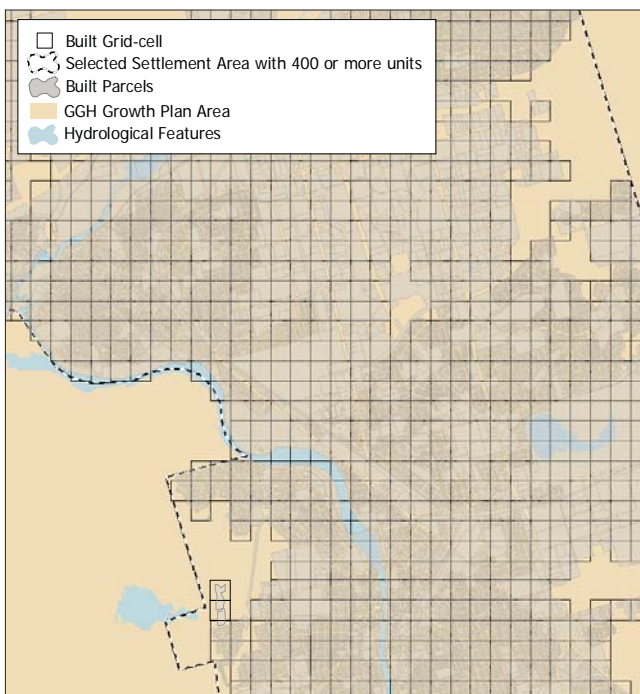 Built Grid-cell
Selected Settlement Area with 400 or more units
Built Parcels
GGH Growth Plan Area
Hydrological Features